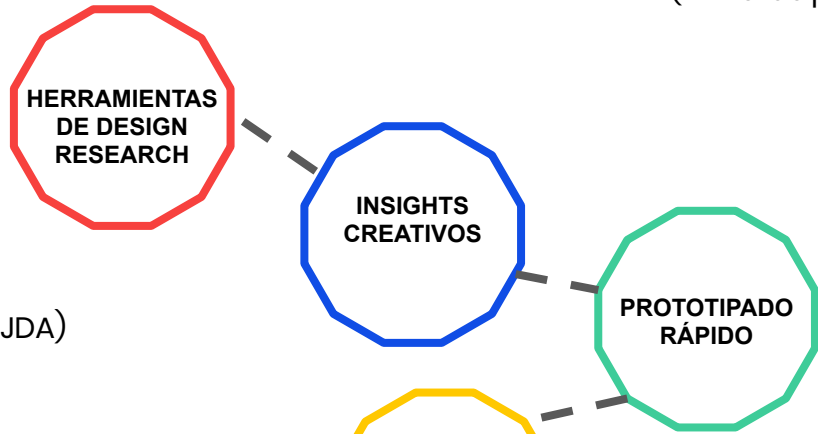 HERRAMIENTAS
DE DESIGN
RESEARCH
INSIGHTS
CREATIVOS
PROTOTIPADO
RÁPIDO
JDA)